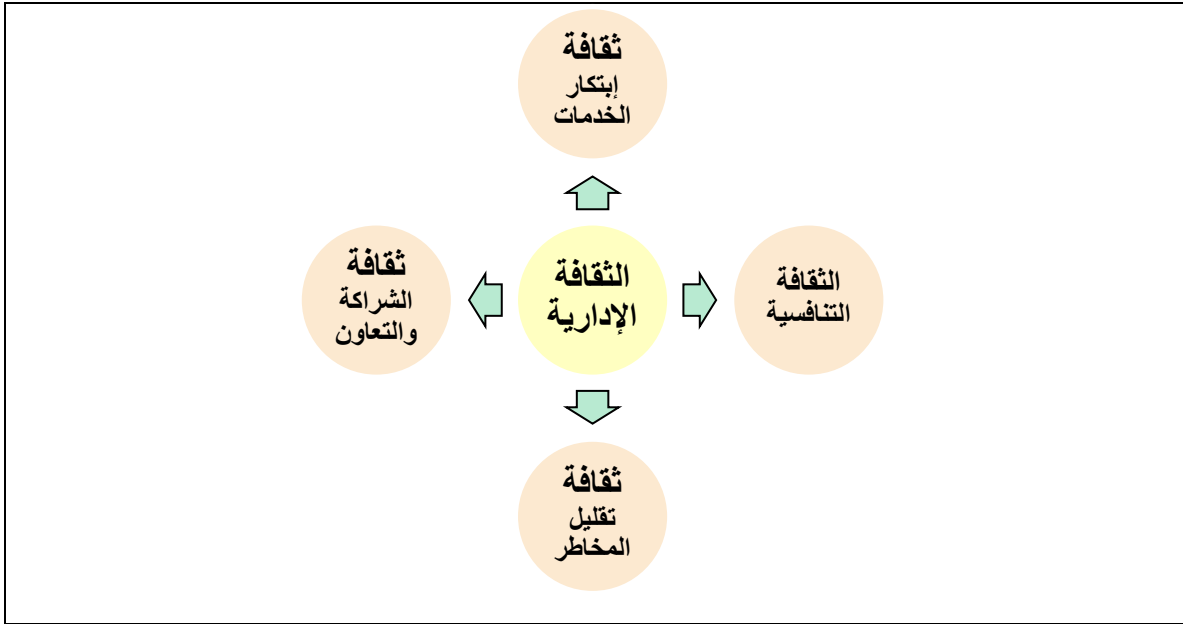 ثقافة
إبتكار
الخدمات
الثقافة
التنافسية
الثقافة
الإدارية
ثقافة
الشراكة
والتعاون
ثقافة
تقليل
المخاطر